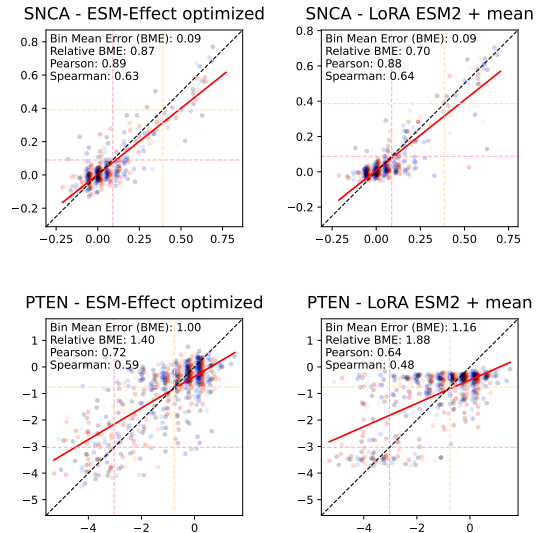 SNCA - ESM-Effect optimized
Bin Mean Error (BME): 0.09
Relative BME: 0.87
Pearson: 0.89
Spearman: 0.63
0.8
0.6
0.4
0.2
0.0
−0.2
−0.25 0.00 0.25 0.50 0.75
SNCA - LoRA ESM2 + mean
Bin Mean Error (BME): 0.09
Relative BME: 0.70
Pearson: 0.88
Spearman: 0.64
0.8
0.6
0.4
0.2
0.0
−0.2
−0.25 0.00 0.25 0.50 0.75
PTEN - ESM-Effect optimized
Bin Mean Error (BME): 1.00
Relative BME: 1.40
Pearson: 0.72
Spearman: 0.59
1
0
−1
−2
−3
−4
−5
−4 −2 0
PTEN - LoRA ESM2 + mean
Bin Mean Error (BME): 1.16
Relative BME: 1.88
Pearson: 0.64
Spearman: 0.48
1
0
−1
−2
−3
−4
−5
−4 −2 0